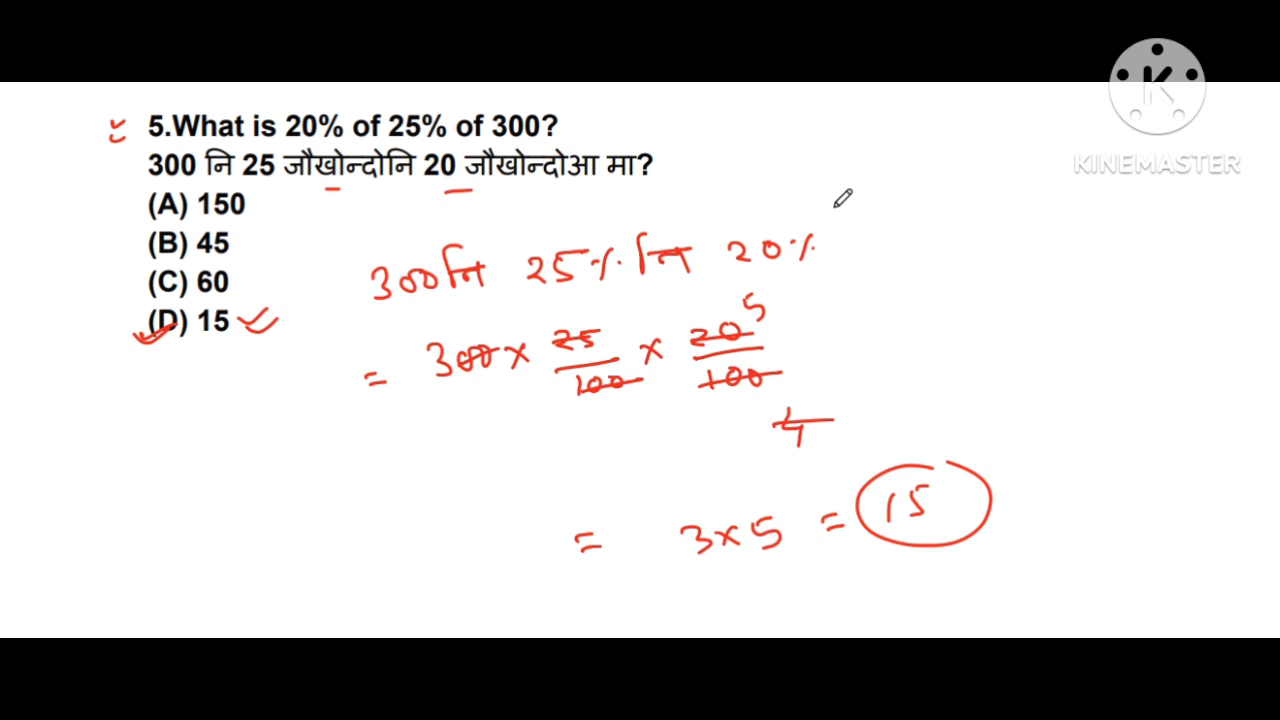 5.What is 20% of 25% of 300?
300 नि 25 जौखोन्दोनि 20 जौखोन्दोआ मा?
(A) 150
(B) 45
(C) 60
(D) 15
KINEMASTER
300नि 25% नि 20%
= 300 × 25/100 × 20/100 5
4
= 3×5 = 15